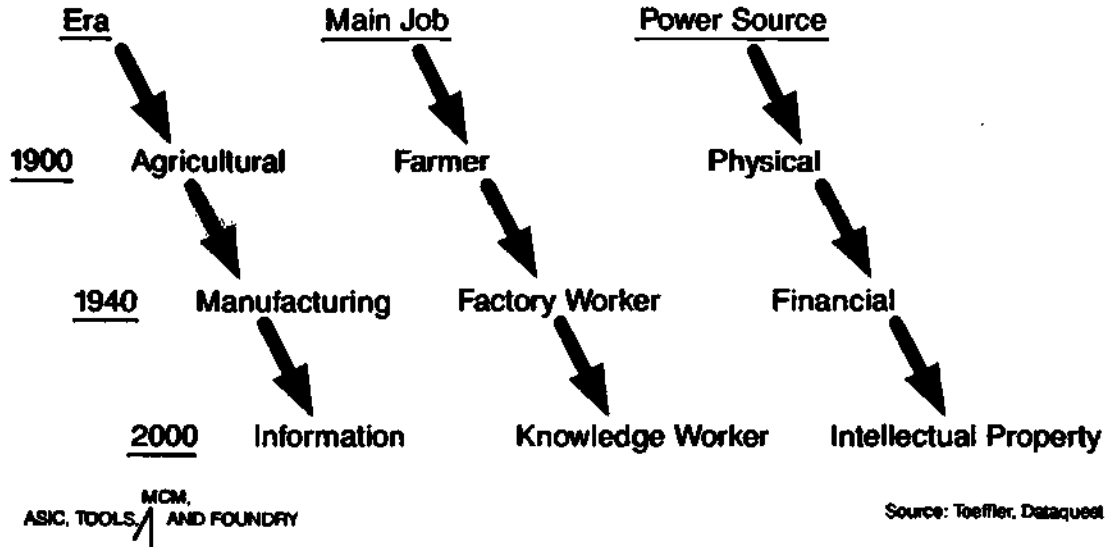 Era Main Job Power Source
1900 Agricultural Farmer Physical
1940 Manufacturing Factory Worker Financial
2000 Information Knowledge Worker Intellectual Property
MCM,
ASIC, TOOLS, AND FOUNDRY
Source: Toeffler, Dataquest